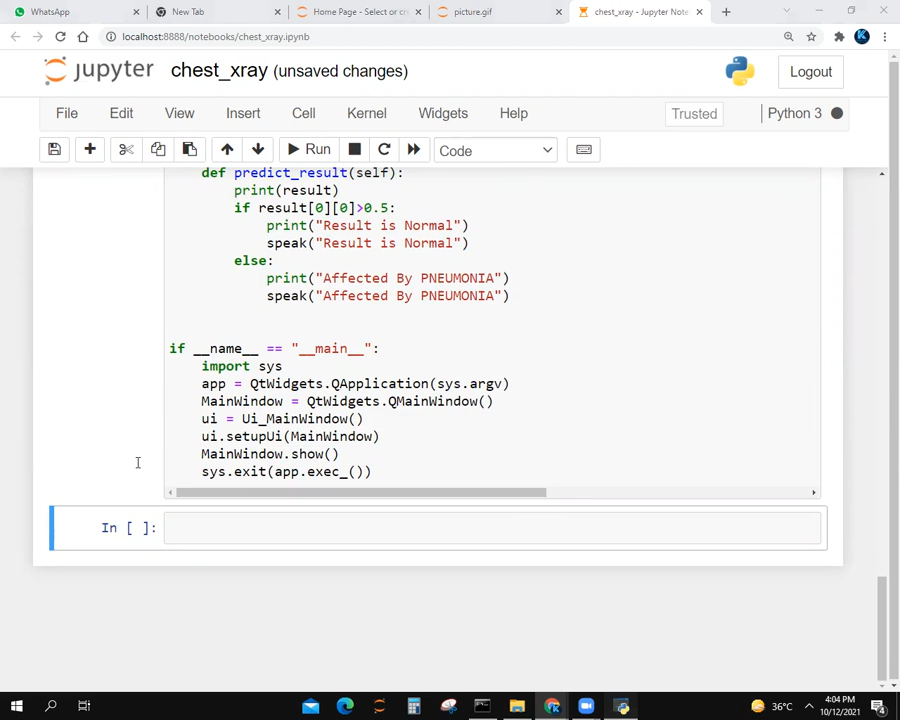 WhatsApp
New Tab
Home Page - Select or cr
picture.gif
chest_xray - Jupyter Note
localhost:8888/notebooks/chest_xray.ipynb
K
jupyter chest_xray (unsaved changes)
Logout
File Edit View Insert Cell Kernel Widgets Help
Trusted
Python 3
Run
Code
def predict_result(self):
print(result)
if result[0][0]>0.5:
print("Result is Normal")
speak("Result is Normal")
else:
print("Affected By PNEUMONIA")
speak("Affected By PNEUMONIA")
if __name__ == "__main__":
import sys
app = QtWidgets.QApplication(sys.argv)
MainWindow = QtWidgets.QMainWindow()
ui = Ui_MainWindow()
ui.setupUi(MainWindow)
MainWindow.show()
sys.exit(app.exec_())
In [ ]:
36°C
4:04 PM
10/12/2021
4